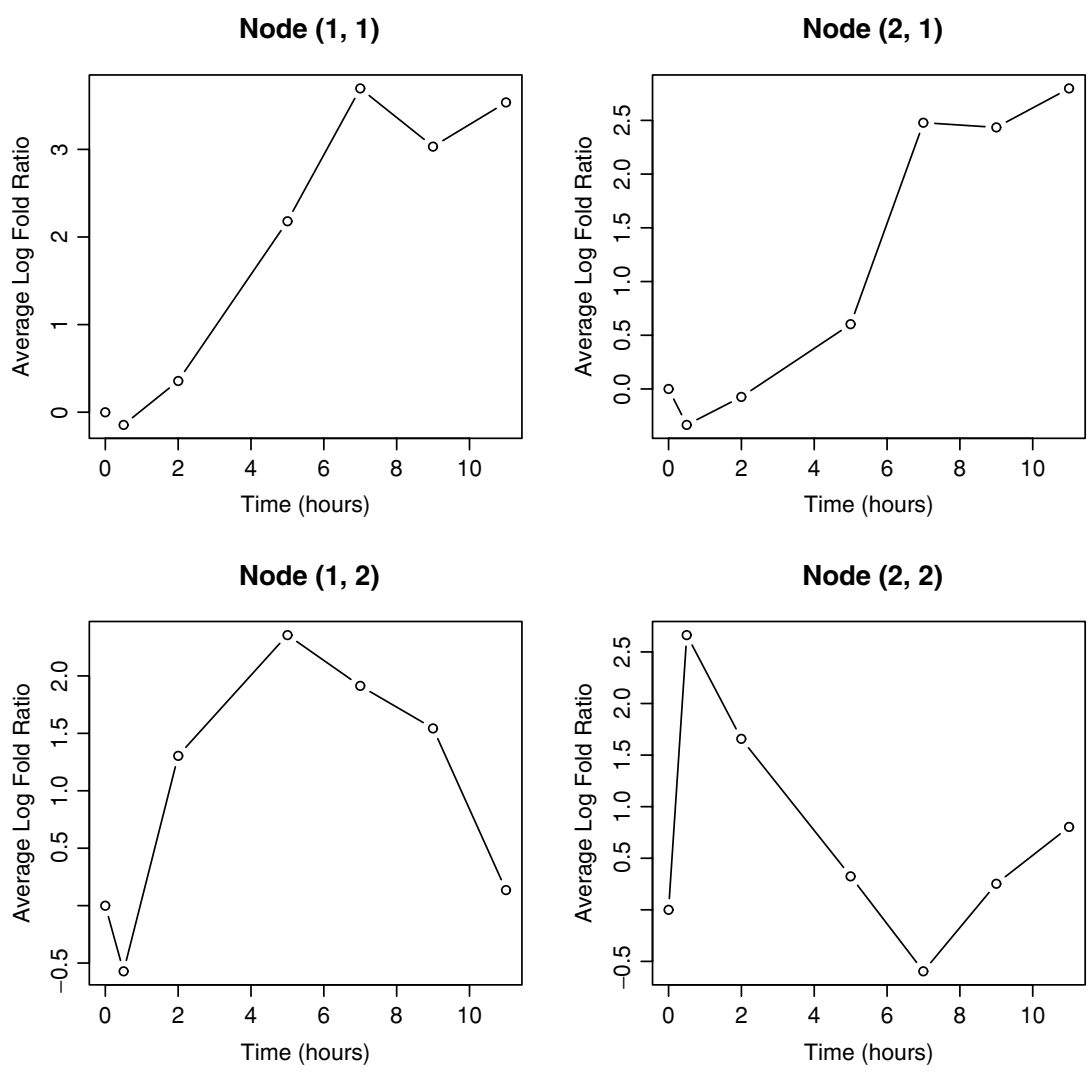 Node (1, 1)
Average Log Fold Ratio
3
2
1
0
0 2 4 6 8 10
Time (hours)
Node (2, 1)
Average Log Fold Ratio
2.5
2.0
1.5
1.0
0.5
0.0
0 2 4 6 8 10
Time (hours)
Node (1, 2)
Average Log Fold Ratio
2.0
1.5
1.0
0.5
−0.5
0 2 4 6 8 10
Time (hours)
Node (2, 2)
Average Log Fold Ratio
2.5
2.0
1.5
1.0
0.5
−0.5
0 2 4 6 8 10
Time (hours)